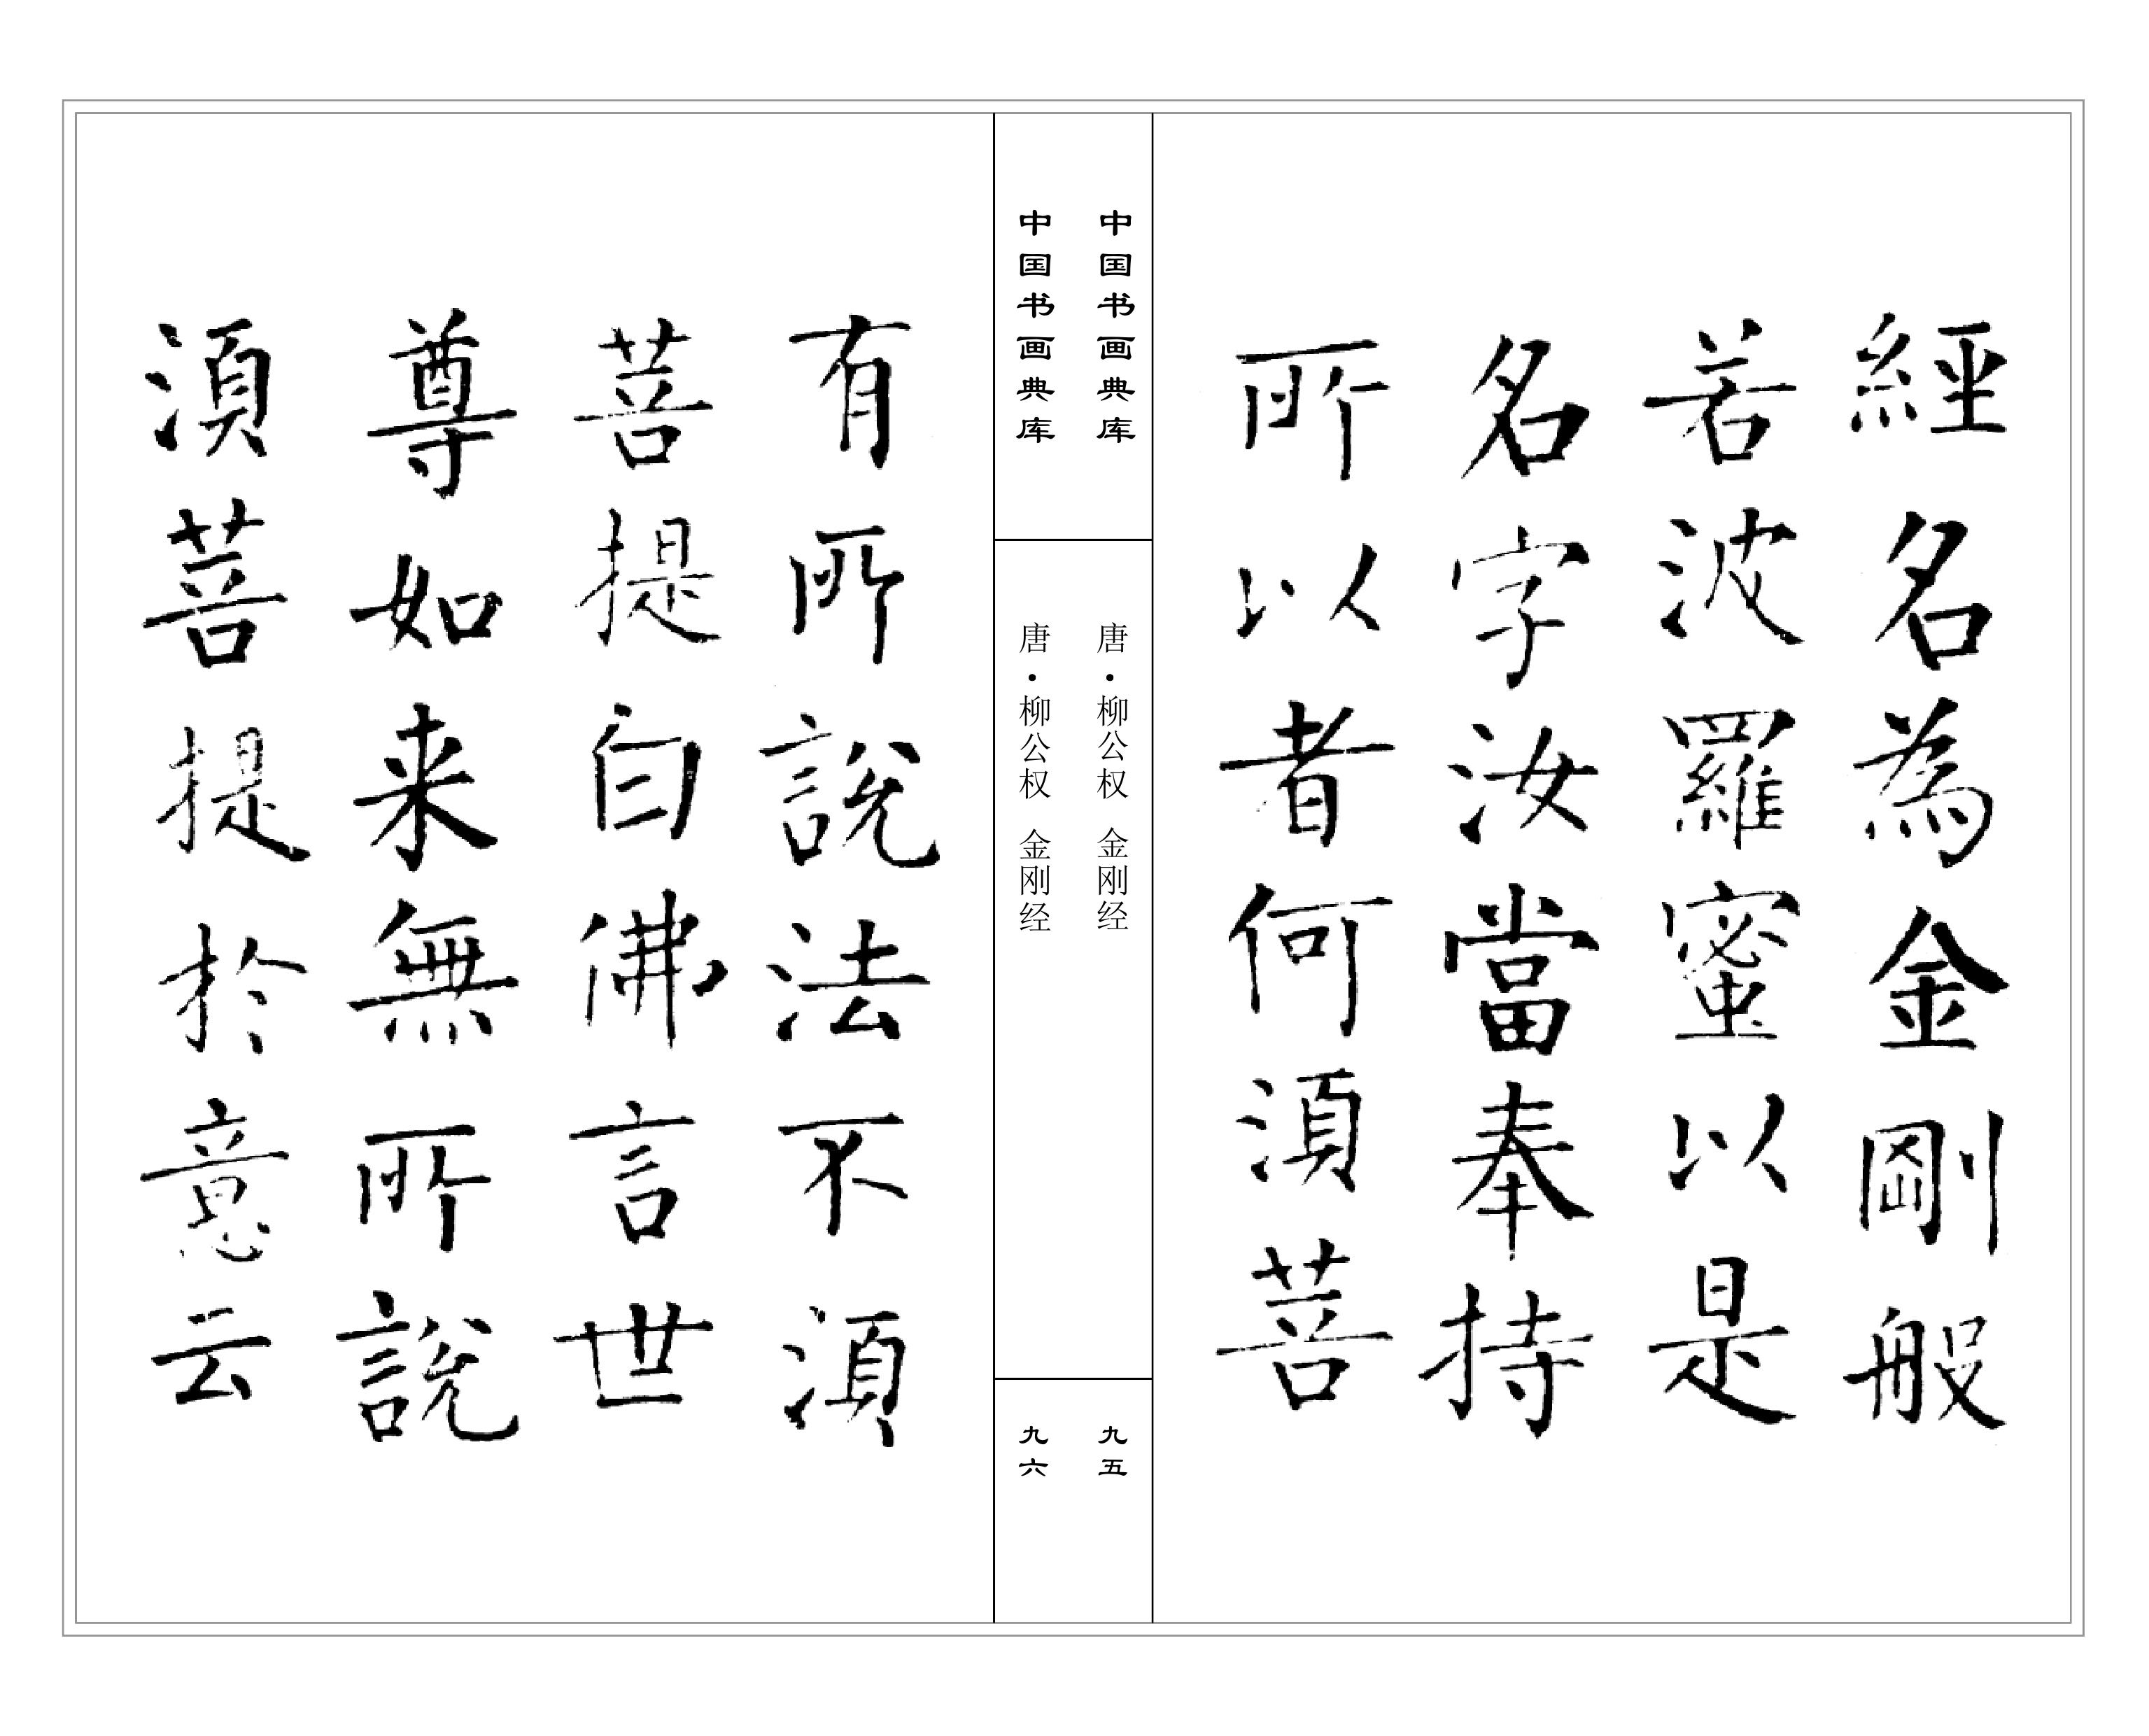 經名為金剛般
若波羅蜜以是
名字汝當奉持
所以者何須菩
中国书画典库
唐·柳公权 金刚经
九五
中国书画典库
唐·柳公权 金刚经
九六
有所說法不須
菩提白佛言世
尊如来無所說
須菩提於意云